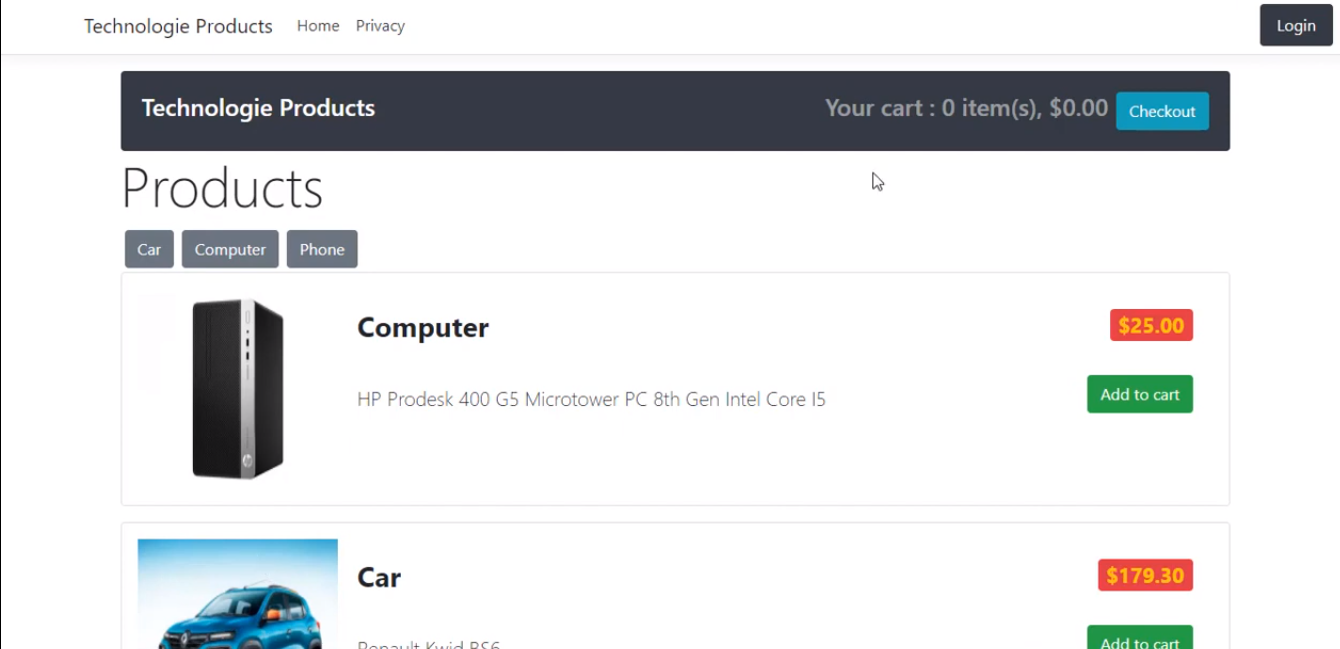 Technologie Products Home Privacy Login
Technologie Products Your cart : 0 item(s), $0.00 Checkout
Products
Car Computer Phone
Computer $25.00
HP Prodesk 400 G5 Microtower PC 8th Gen Intel Core I5 Add to cart
Car $179.30
Renault Kwid BS6 Add to cart